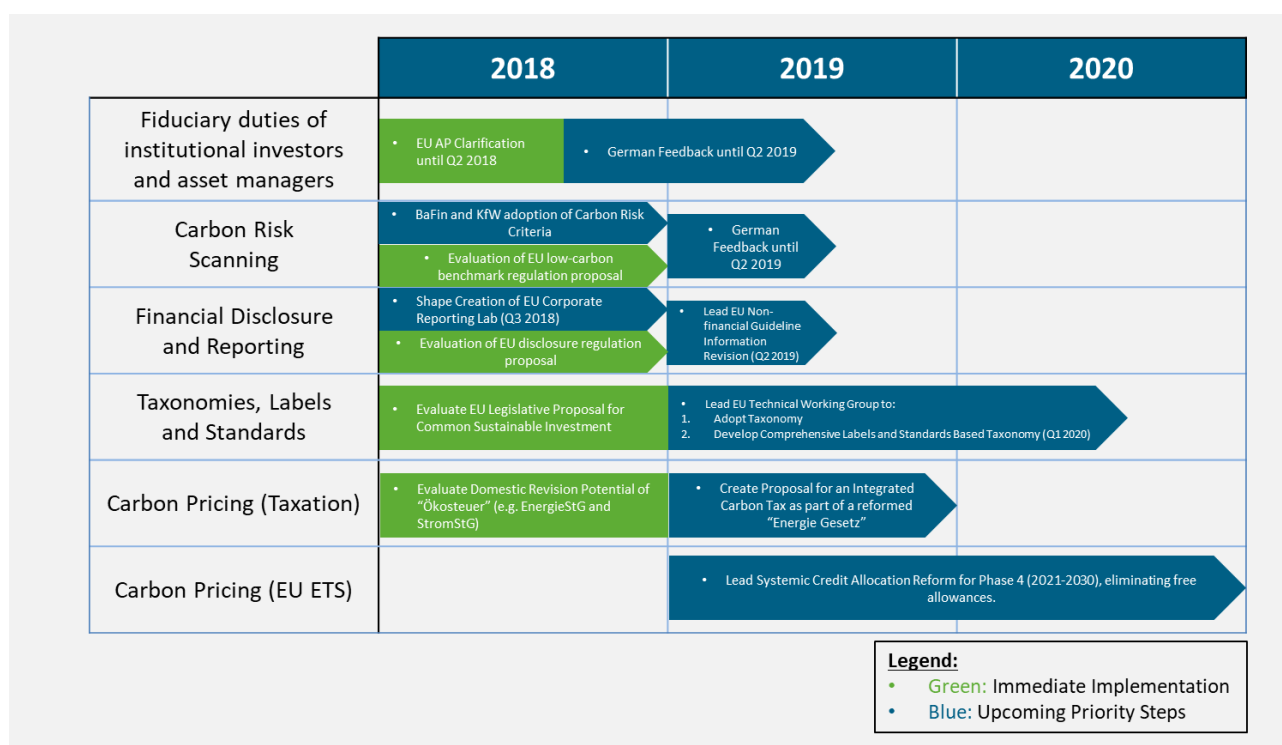 2018 2019 2020
Fiduciary duties of
institutional investors
and asset managers
• EU AP Clarification
until Q2 2018
• German Feedback until Q2 2019
Carbon Risk
Scanning
• BaFin and KfW adoption of Carbon Risk
Criteria
• Evaluation of EU low-carbon
benchmark regulation proposal
• German
Feedback until
Q2 2019
Financial Disclosure
and Reporting
• Shape Creation of EU Corporate
Reporting Lab (Q3 2018)
• Evaluation of EU disclosure regulation
proposal
• Lead EU Non-
financial Guideline
Information
Revision (Q2 2019)
Taxonomies, Labels
and Standards
• Evaluate EU Legislative Proposal for
Common Sustainable Investment
• Lead EU Technical Working Group to:
1. Adopt Taxonomy
2. Develop Comprehensive Labels and Standards Based Taxonomy (Q1 2020)
Carbon Pricing (Taxation)
• Evaluate Domestic Revision Potential of
“Ökosteuer” (e.g. EnergieStG and
StromStG)
• Create Proposal for an Integrated
Carbon Tax as part of a reformed
“Energie Gesetz”
Carbon Pricing (EU ETS)
• Lead Systemic Credit Allocation Reform for Phase 4 (2021-2030), eliminating free
allowances.
Legend:
• Green: Immediate Implementation
• Blue: Upcoming Priority Steps